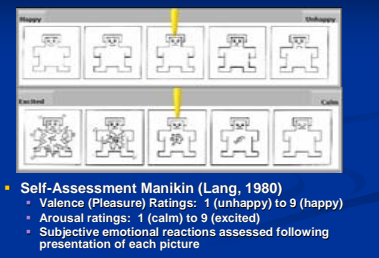 Happy Unhappy
Excited Calm
Self-Assessment Manikin (Lang, 1980)
Valence (Pleasure) Ratings: 1 (unhappy) to 9 (happy)
Arousal ratings: 1 (calm) to 9 (excited)
Subjective emotional reactions assessed following
presentation of each picture